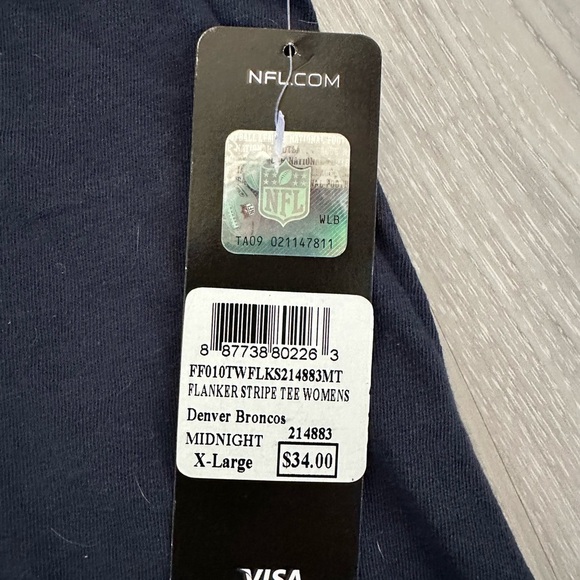 NFL.COM
NFL
WLB
TA09 021147811
8 87738 80226 3
FF010TWFLKS214883MT
FLANKER STRIPE TEE WOMENS
Denver Broncos
MIDNIGHT 214883
X-Large $34.00
VISA